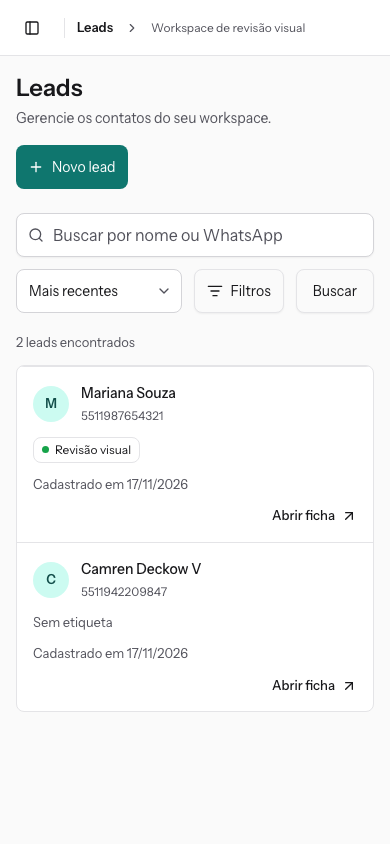 Leads > Workspace de revisão visual
Leads
Gerencie os contatos do seu workspace.
+ Novo lead
Buscar por nome ou WhatsApp
Mais recentes
Filtros
Buscar
2 leads encontrados
M
Mariana Souza
5511987654321
Revisão visual
Cadastrado em 17/11/2026
Abrir ficha
C
Camren Deckow V
5511942209847
Sem etiqueta
Cadastrado em 17/11/2026
Abrir ficha